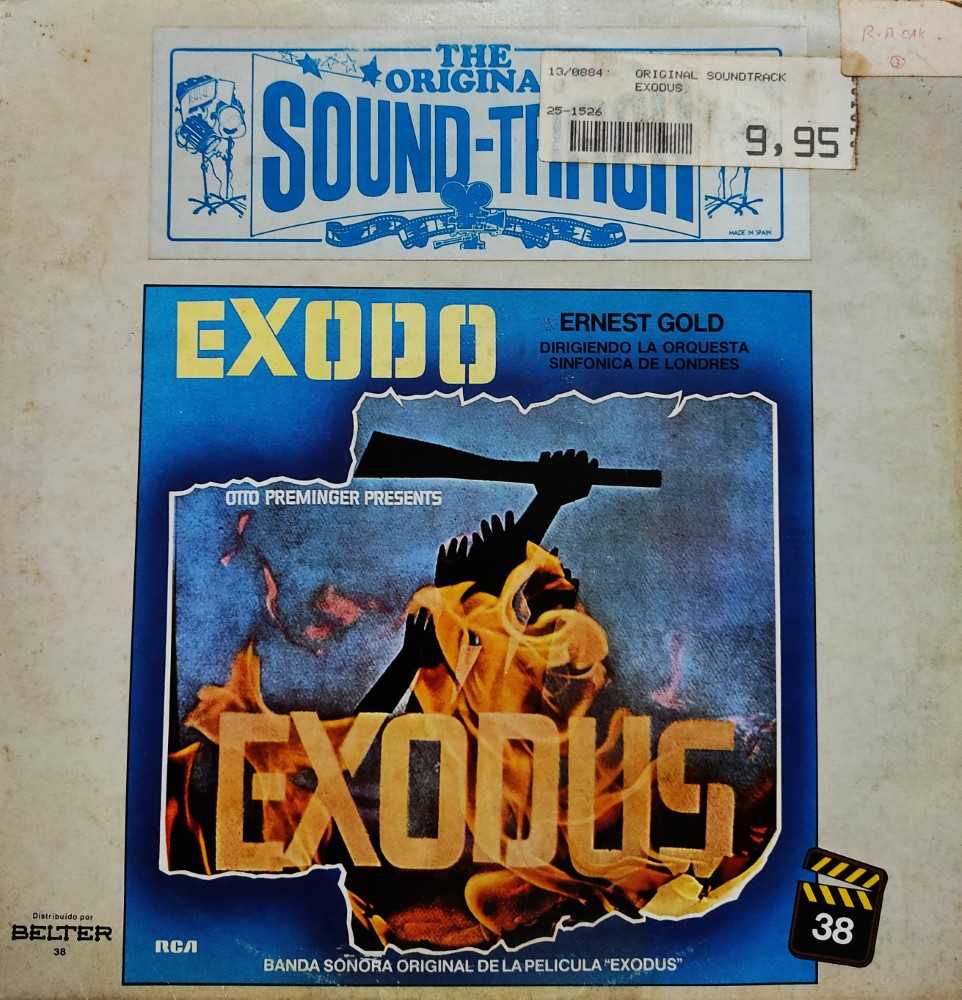 R·A OAK
3
THE
ORIGINA
SOUND-TRACK
13/0884 ORIGINAL SOUNDTRACK
EXODUS
25-1526
9,95
MADE IN SPAIN
EXODO
ERNEST GOLD
DIRIGIENDO LA ORQUESTA
SINFONICA DE LONDRES
OTTO PREMINGER PRESENTS
EXODUS
38
Distribuido por
BELTER
38
RCA
BANDA SONORA ORIGINAL DE LA PELICULA "EXODUS"